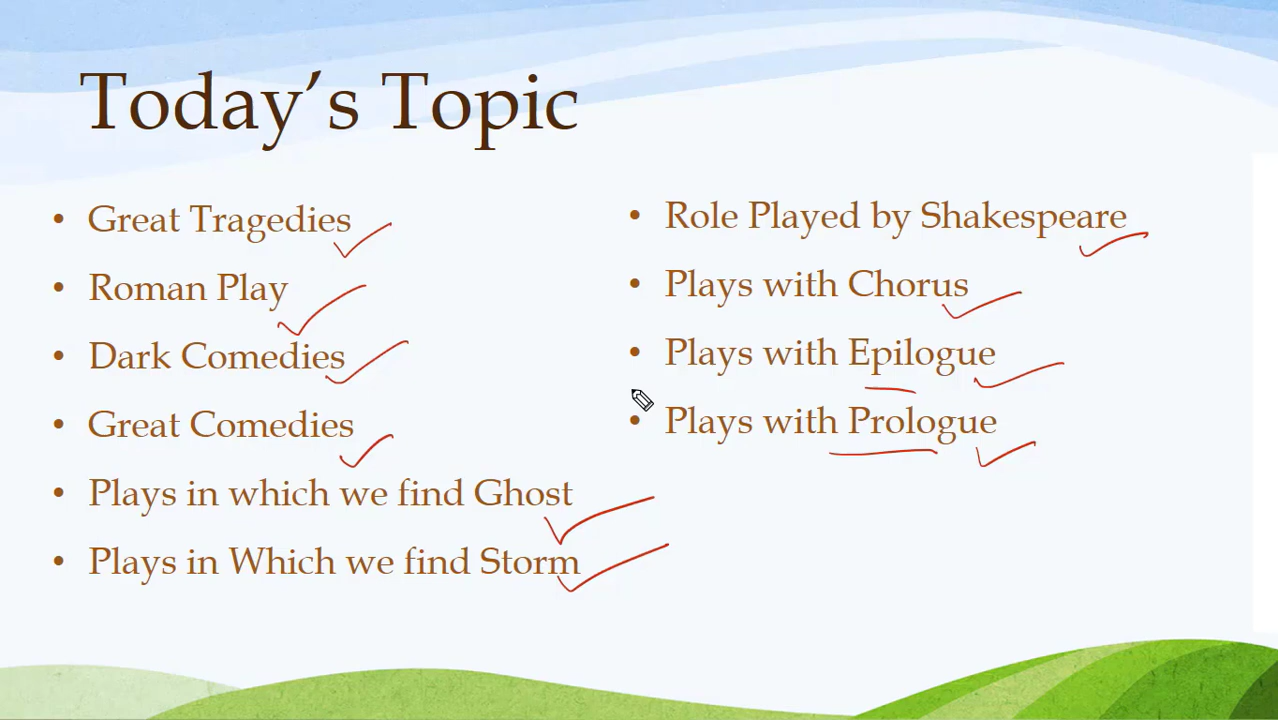 Today’s Topic
• Great Tragedies
• Roman Play
• Dark Comedies
• Great Comedies
• Plays in which we find Ghost
• Plays in Which we find Storm
• Role Played by Shakespeare
• Plays with Chorus
• Plays with Epilogue
• Plays with Prologue